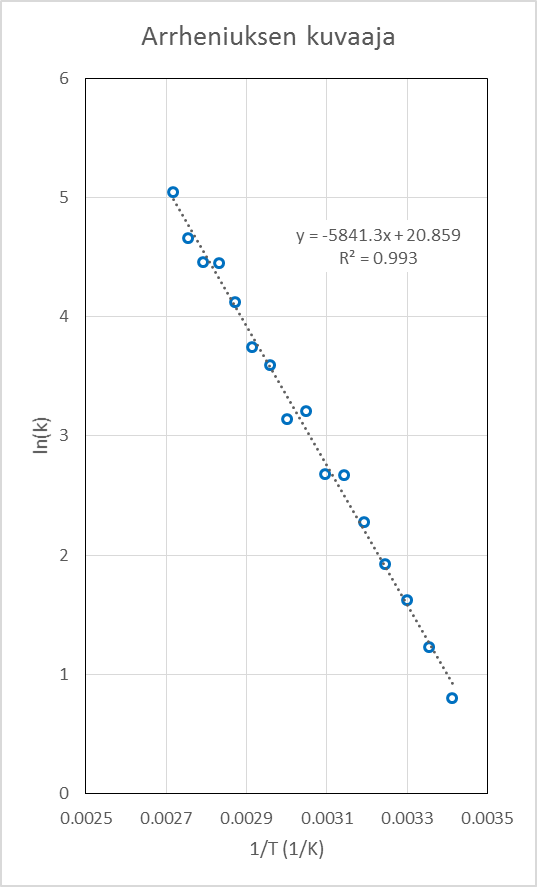 Arrheniuksen kuvaaja
6
5
4
3
2
1
0
ln(k)
y = -5841.3x + 20.859
R² = 0.993
0.0025 0.0027 0.0029 0.0031 0.0033 0.0035
1/T (1/K)